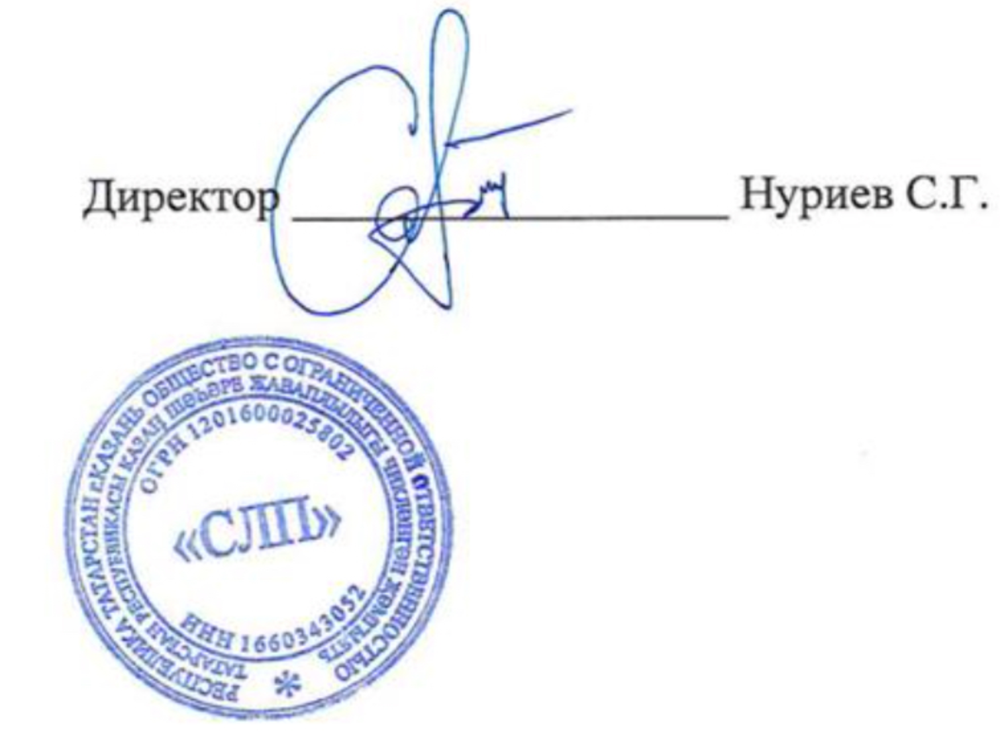 Директор Нуриев С.Г.
РЕСПУБЛИКА ТАТАРСТАН г.КАЗАНЬ ОБЩЕСТВО С ОГРАНИЧЕННОЙ ОТВЕТСТВЕННОСТЬЮ
ТАТАРСТАН РЕСПУБЛИКАСЫ КАЗАН ШӘҺӘРЕ ҖАВАПЛЫЛЫГЫ ЧИКЛӘНГӘН ҖӘМГЫЯТЬ
ОГРН 1201600025802
«СЛП»
ИНН 1660343052